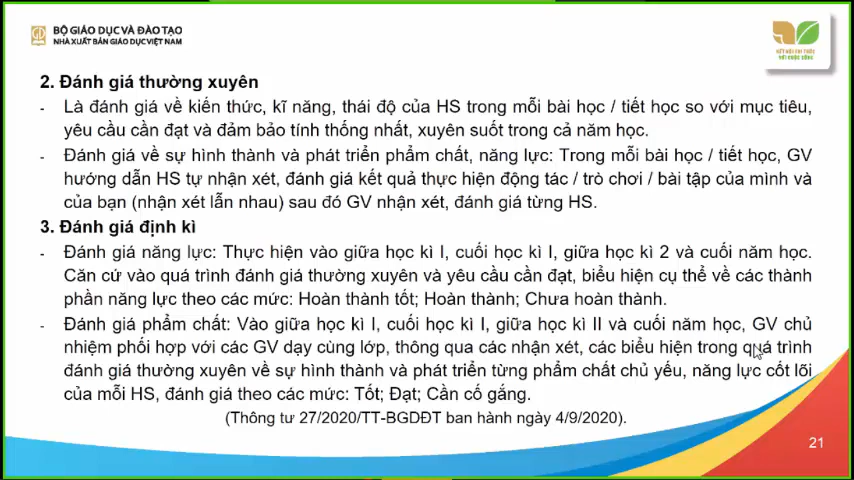 BỘ GIÁO DỤC VÀ ĐÀO TẠO
NHÀ XUẤT BẢN GIÁO DỤC VIỆT NAM
KẾT NỐI TRI THỨC
VỚI CUỘC SỐNG
2. Đánh giá thường xuyên
- Là đánh giá về kiến thức, kĩ năng, thái độ của HS trong mỗi bài học / tiết học so với mục tiêu,
yêu cầu cần đạt và đảm bảo tính thống nhất, xuyên suốt trong cả năm học.
- Đánh giá về sự hình thành và phát triển phẩm chất, năng lực: Trong mỗi bài học / tiết học, GV
hướng dẫn HS tự nhận xét, đánh giá kết quả thực hiện động tác / trò chơi / bài tập của mình và
của bạn (nhận xét lẫn nhau) sau đó GV nhận xét, đánh giá từng HS.
3. Đánh giá định kì
- Đánh giá năng lực: Thực hiện vào giữa học kì I, cuối học kì I, giữa học kì 2 và cuối năm học.
Căn cứ vào quá trình đánh giá thường xuyên và yêu cầu cần đạt, biểu hiện cụ thể về các thành
phần năng lực theo các mức: Hoàn thành tốt; Hoàn thành; Chưa hoàn thành.
- Đánh giá phẩm chất: Vào giữa học kì I, cuối học kì I, giữa học kì II và cuối năm học, GV chủ
nhiệm phối hợp với các GV dạy cùng lớp, thông qua các nhận xét, các biểu hiện trong quá trình
đánh giá thường xuyên về sự hình thành và phát triển từng phẩm chất chủ yếu, năng lực cốt lõi
của mỗi HS, đánh giá theo các mức: Tốt; Đạt; Cần cố gắng.
(Thông tư 27/2020/TT-BGDĐT ban hành ngày 4/9/2020).
21